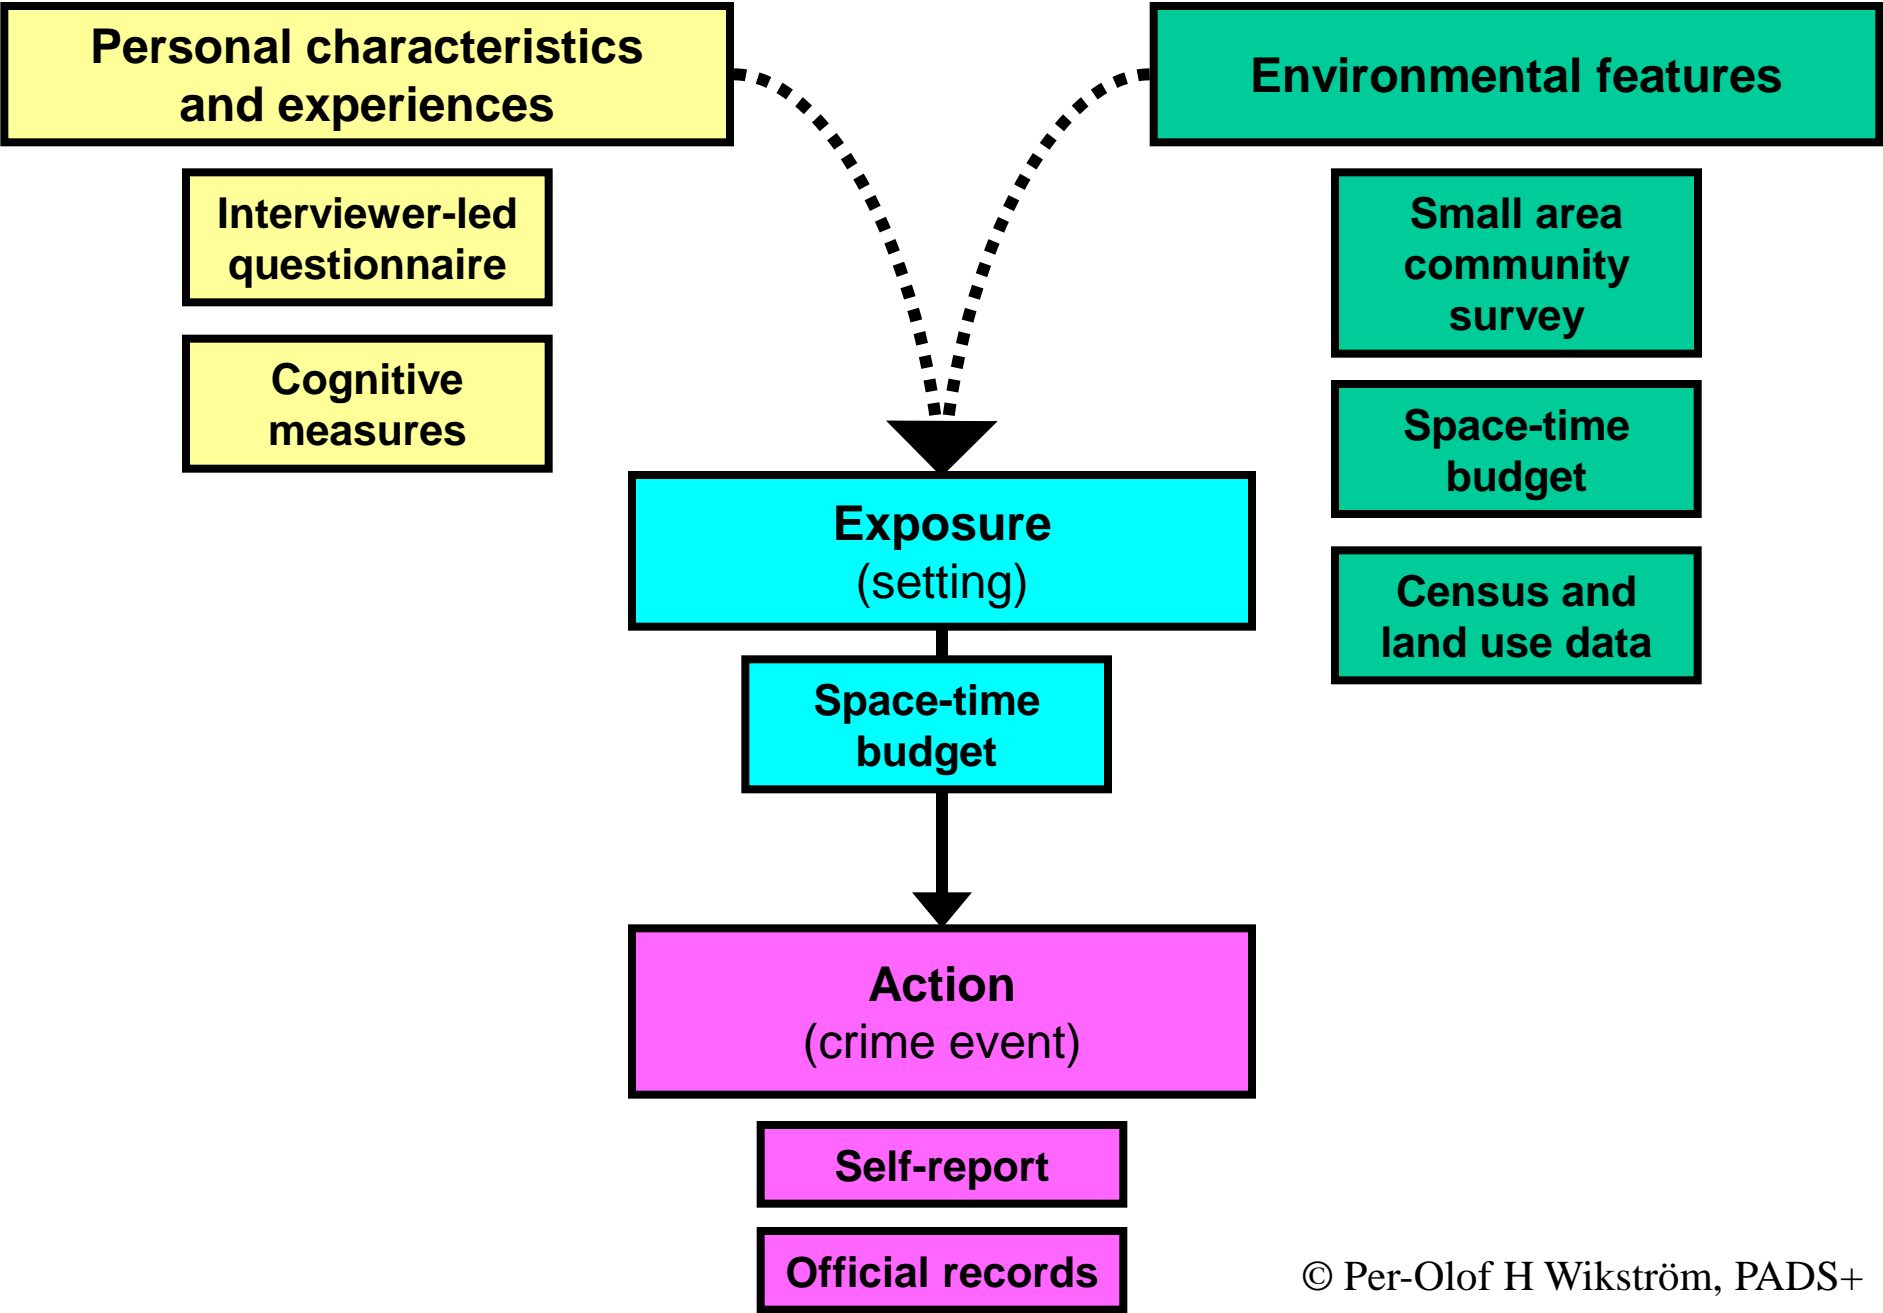 Personal characteristics
and experiences
Environmental features
Interviewer-led
questionnaire
Cognitive
measures
Small area
community
survey
Space-time
budget
Census and
land use data
Exposure
(setting)
Space-time
budget
Action
(crime event)
Self-report
Official records
© Per-Olof H Wikström, PADS+